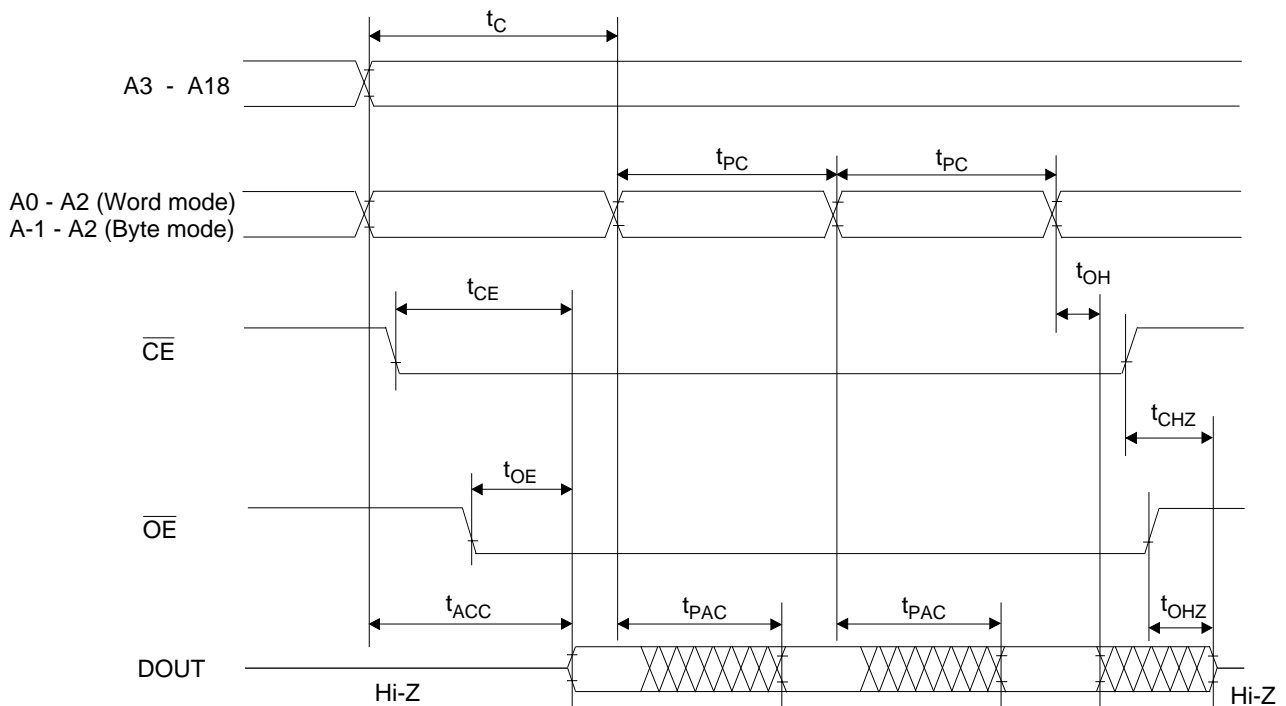 tC
A3 - A18
tPC
tPC
A0 - A2 (Word mode)
A-1 - A2 (Byte mode)
tOH
tCE
CE
tCHZ
tOE
OE
tACC
tPAC
tPAC
tOHZ
DOUT
Hi-Z
Hi-Z